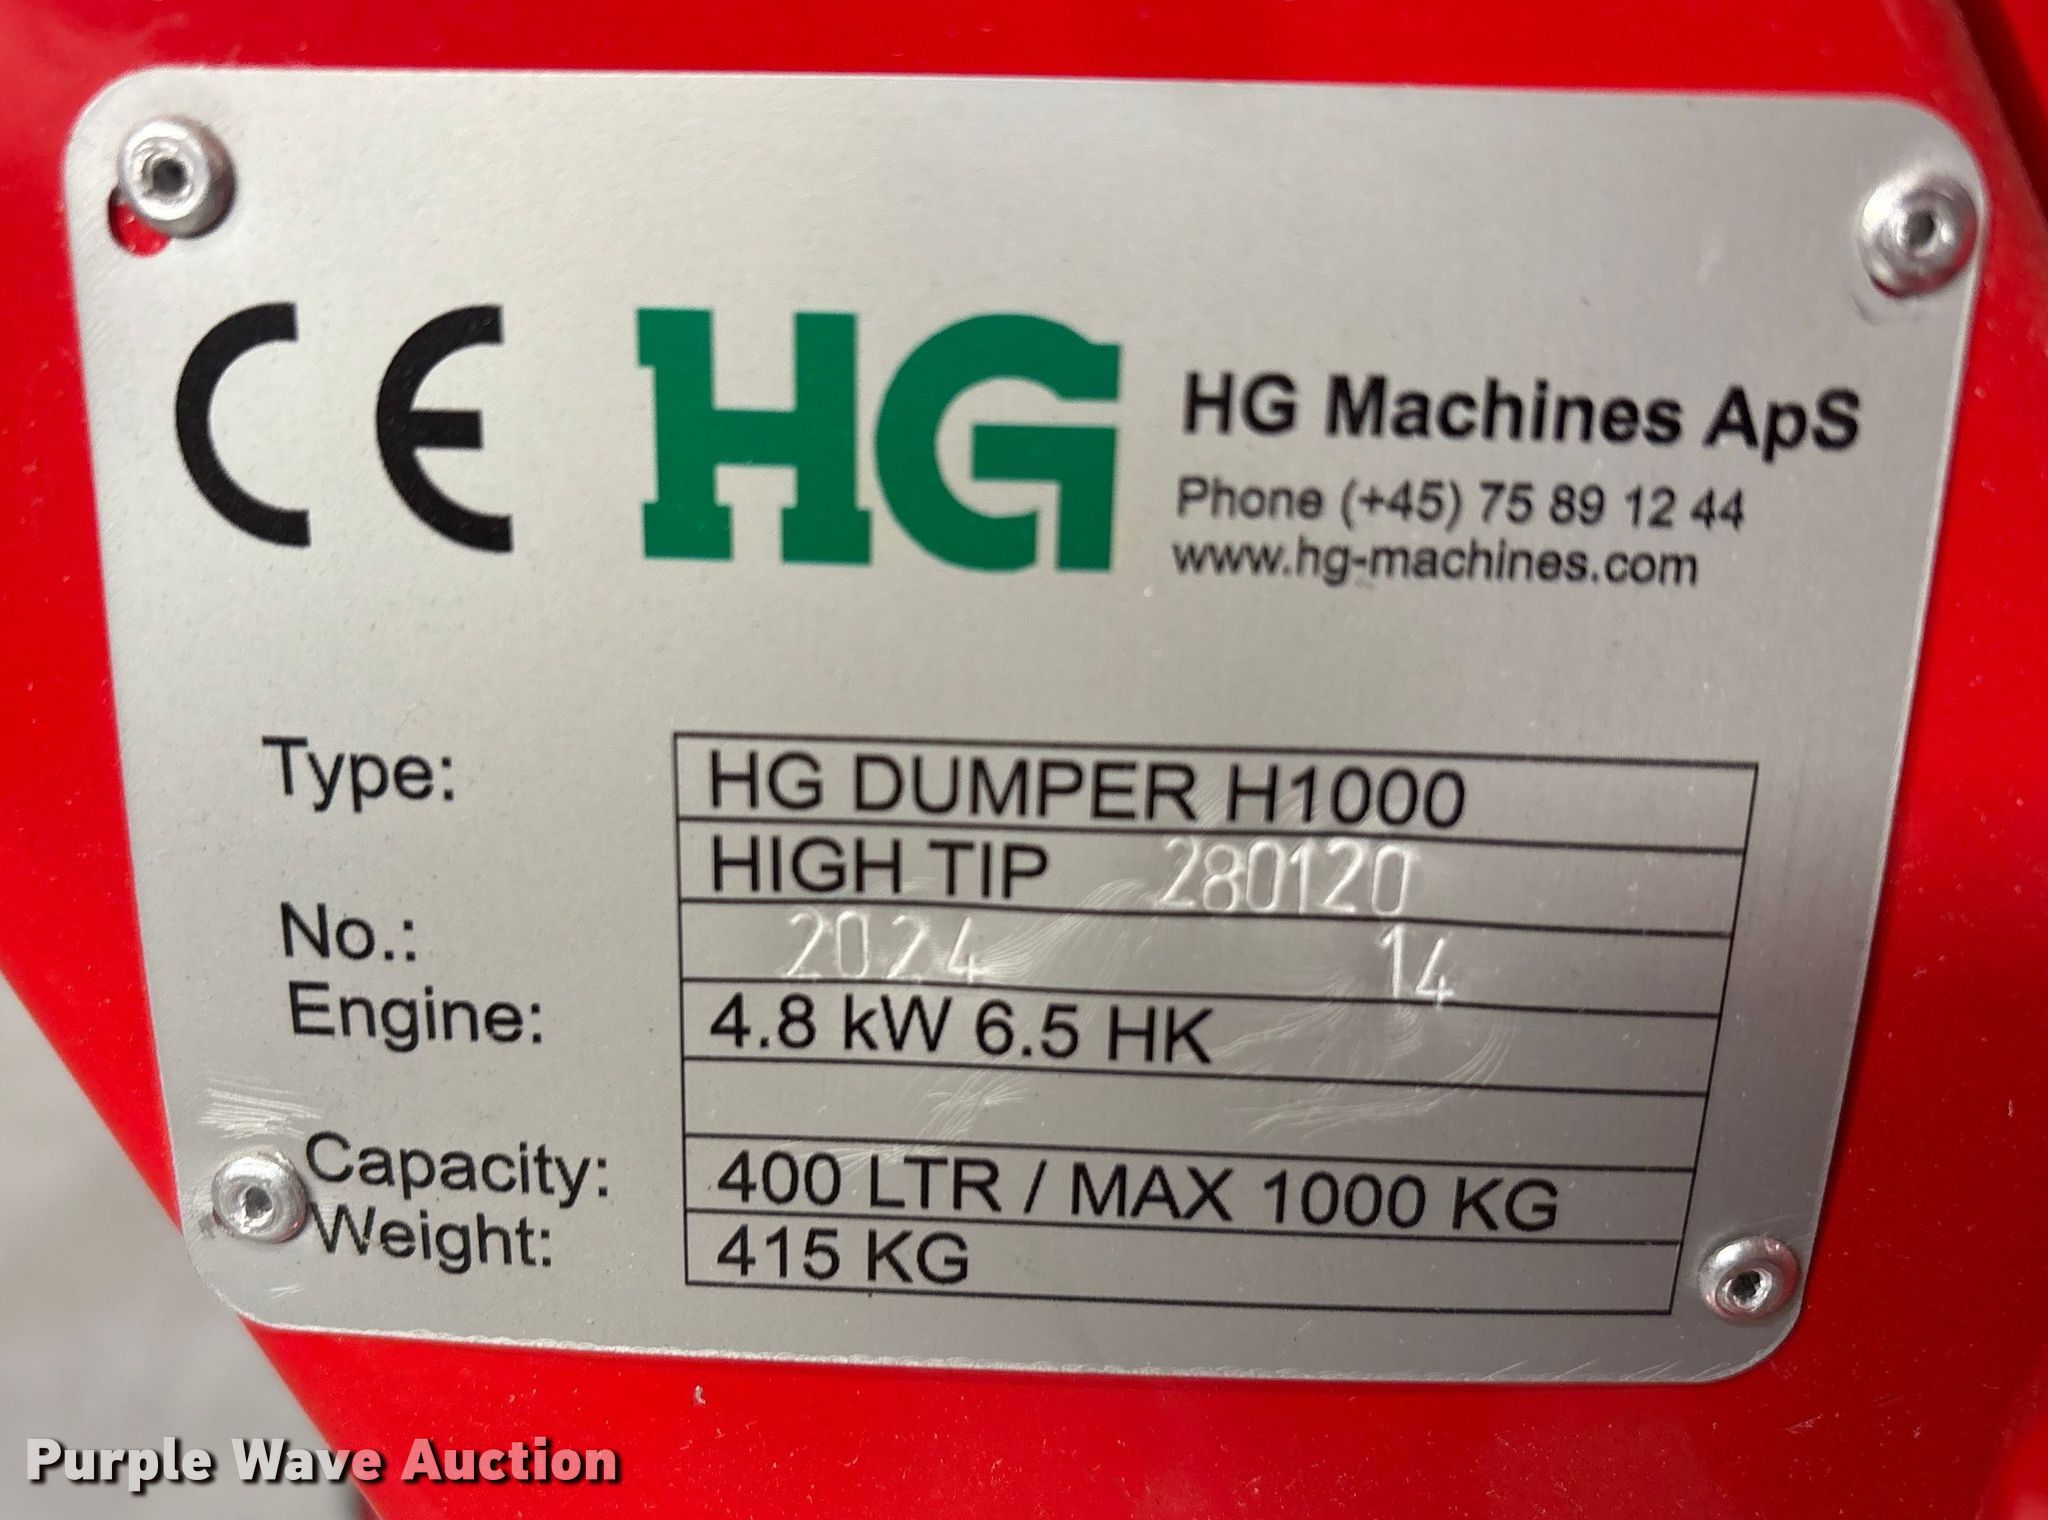 CE HG HG Machines ApS
Phone (+45) 75 89 12 44
www.hg-machines.com
Type: HG DUMPER H1000
HIGH TIP 280120
No.: 2024 14
Engine: 4.8 kW 6.5 HK
Capacity: 400 LTR / MAX 1000 KG
Weight: 415 KG
Purple Wave Auction